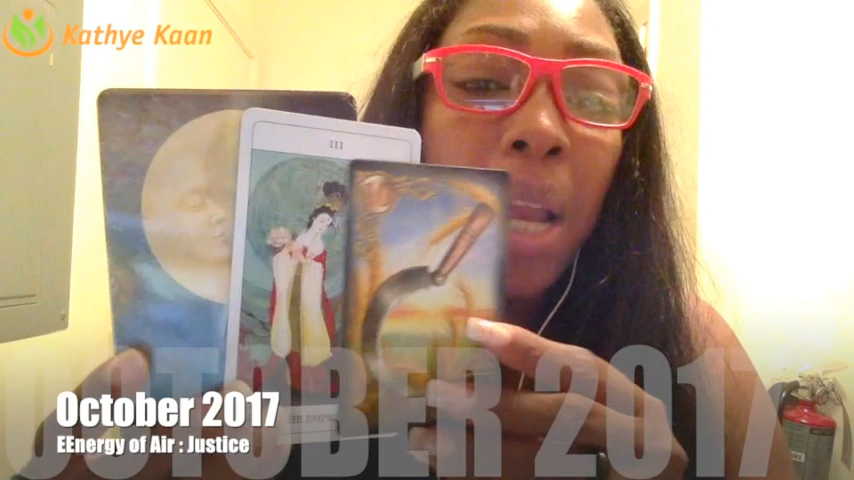 Kathye Kaan
III
OCTOBER 2017
October 2017
EEnergy of Air : Justice